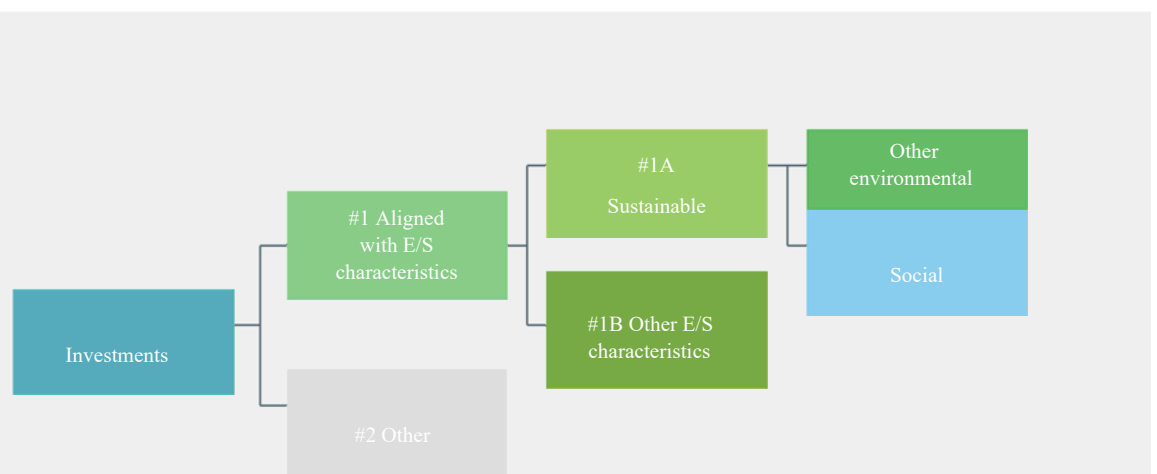 Investments
#1 Aligned
with E/S
characteristics
#2 Other
#1A
Sustainable
#1B Other E/S
characteristics
Other
environmental
Social